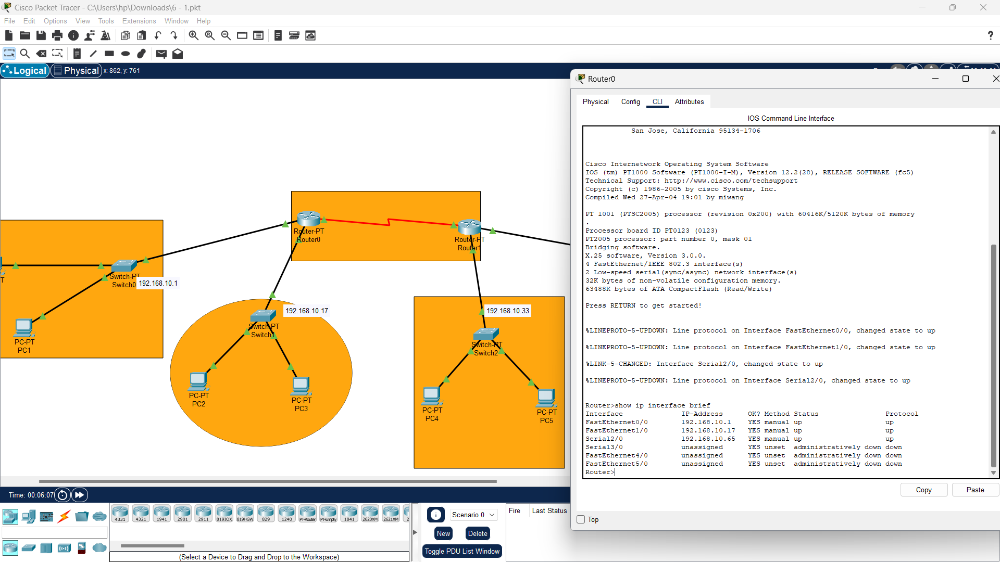 Cisco Packet Tracer - C:\Users\hp\Downloads\6 - 1.pkt
File Edit Options View Tools Extensions Window Help
?
Logical Physical x: 862, y: 761
Router-PT
Router0
Router-PT
Router1
Switch-PT
Switch0
192.168.10.1
192.168.10.17
Switch-PT
Switch1
192.168.10.33
Switch-PT
Switch2
PC-PT
PC1
PC-PT
PC2
PC-PT
PC3
PC-PT
PC4
PC-PT
PC5
Router0
Physical Config CLI Attributes
IOS Command Line Interface
San Jose, California 95134-1706
Cisco Internetwork Operating System Software
IOS (tm) PT1000 Software (PT1000-I-M), Version 12.2(28), RELEASE SOFTWARE (fc5)
Technical Support: http://www.cisco.com/techsupport
Copyright (c) 1986-2005 by cisco Systems, Inc.
Compiled Wed 27-Apr-04 19:01 by miwang
PT 1001 (PTSC2005) processor (revision 0x200) with 60416K/5120K bytes of memory
.
Processor board ID PT0123 (0123)
PT2005 processor: part number 0, mask 01
Bridging software.
X.25 software, Version 3.0.0.
4 FastEthernet/IEEE 802.3 interface(s)
2 Low-speed serial(sync/async) network interface(s)
32K bytes of non-volatile configuration memory.
63488K bytes of ATA CompactFlash (Read/Write)
Press RETURN to get started!
%LINEPROTO-5-UPDOWN: Line protocol on Interface FastEthernet0/0, changed state to up
%LINEPROTO-5-UPDOWN: Line protocol on Interface FastEthernet1/0, changed state to up
%LINK-5-CHANGED: Interface Serial2/0, changed state to up
%LINEPROTO-5-UPDOWN: Line protocol on Interface Serial2/0, changed state to up
Router>show ip interface brief
Interface IP-Address OK? Method Status Protocol
FastEthernet0/0 192.168.10.1 YES manual up up
FastEthernet1/0 192.168.10.17 YES manual up up
Serial2/0 192.168.10.65 YES manual up up
Serial3/0 unassigned YES unset administratively down down
FastEthernet4/0 unassigned YES unset administratively down down
FastEthernet5/0 unassigned YES unset administratively down down
Router>
Copy Paste
Top
Time: 00:06:07
4331 4321 1941 2901 2911 819IOX 819HGW 829 1240 PT-Router PT-Empty 1841 2620XM 2621XM 2
(Select a Device to Drag and Drop to the Workspace)
Scenario 0
New Delete
Toggle PDU List Window
Fire Last Status